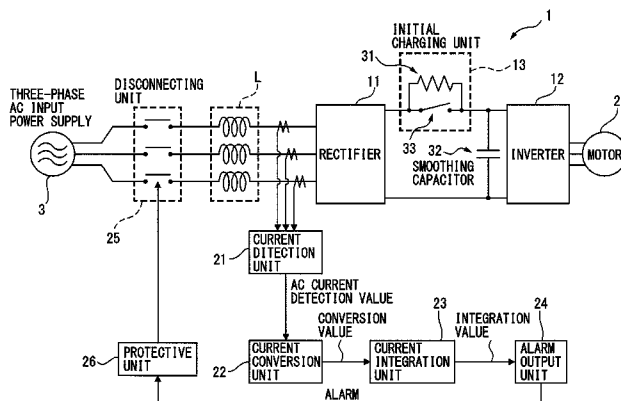 INITIAL
CHARGING UNIT
1
31
13
THREE-PHASE
AC INPUT
POWER SUPPLY
DISCONNECTING
UNIT
L
11
12
2
RECTIFIER
33
32
SMOOTHING
CAPACITOR
INVERTER
MOTOR
3
25
21
CURRENT
DITECTION
UNIT
AC CURRENT
DETECTION VALUE
CONVERSION
VALUE
23
INTEGRATION
VALUE
24
26
PROTECTIVE
UNIT
22
CURRENT
CONVERSION
UNIT
CURRENT
INTEGRATION
UNIT
ALARM
OUTPUT
UNIT
ALARM